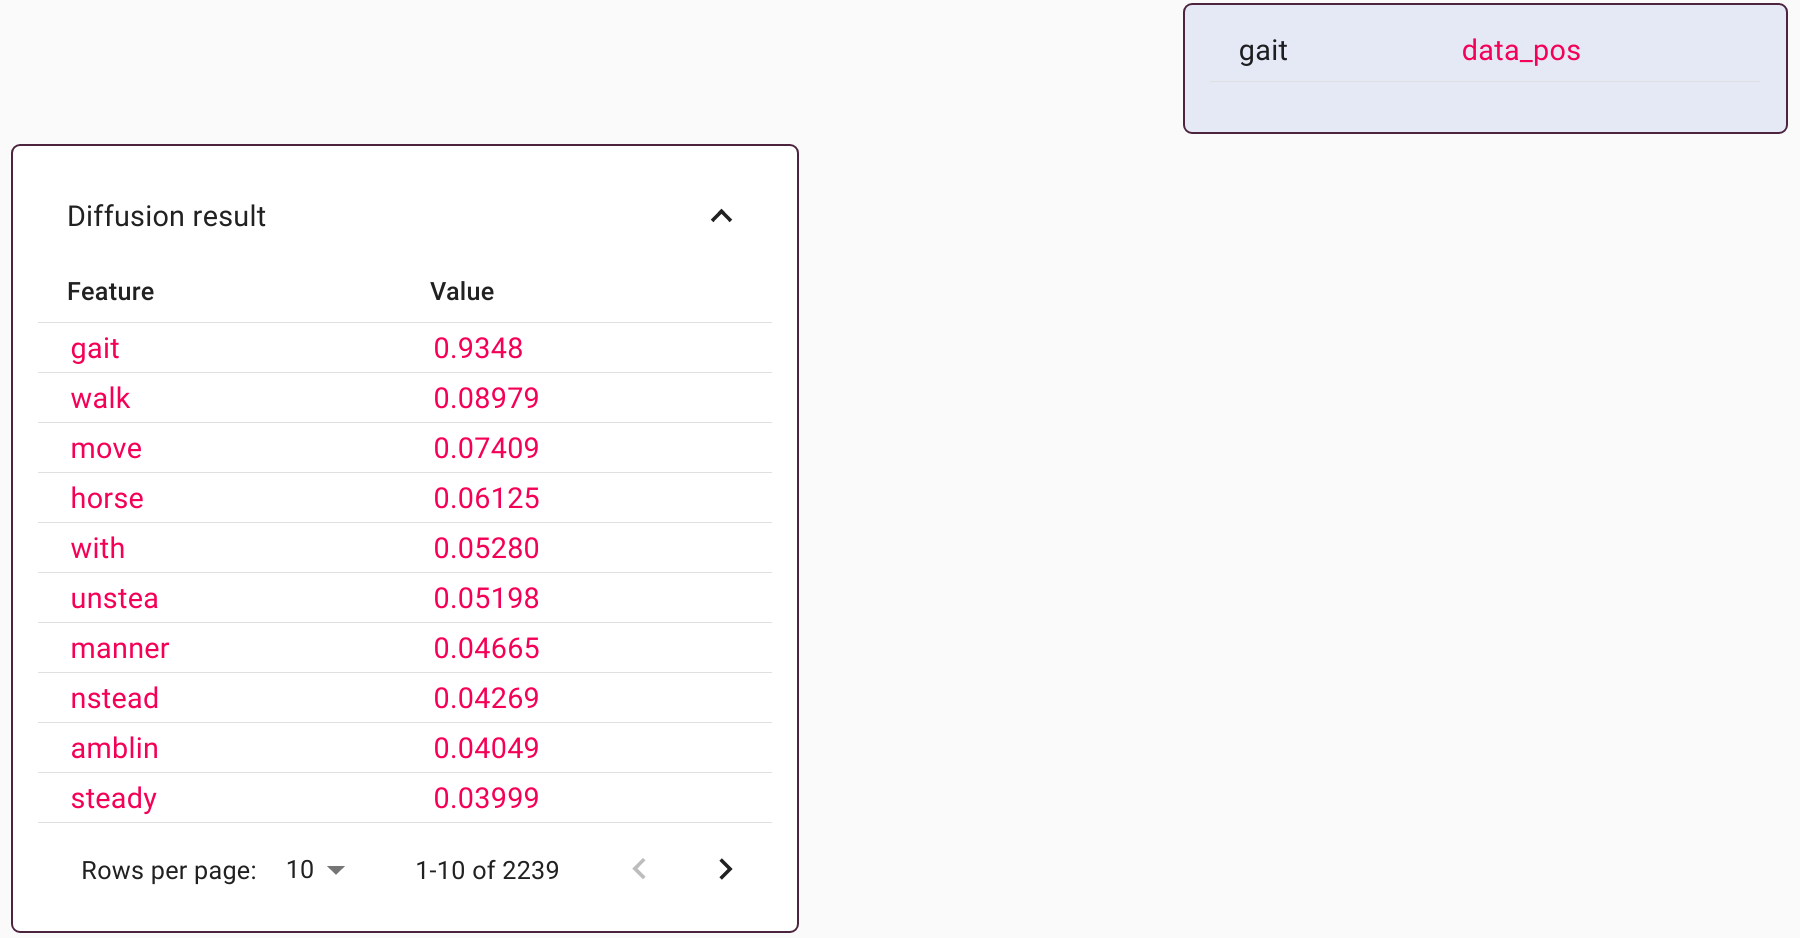 gait data_pos
Diffusion result
Feature Value
gait 0.9348
walk 0.08979
move 0.07409
horse 0.06125
with 0.05280
unstea 0.05198
manner 0.04665
nstead 0.04269
amblin 0.04049
steady 0.03999
Rows per page: 10 1-10 of 2239